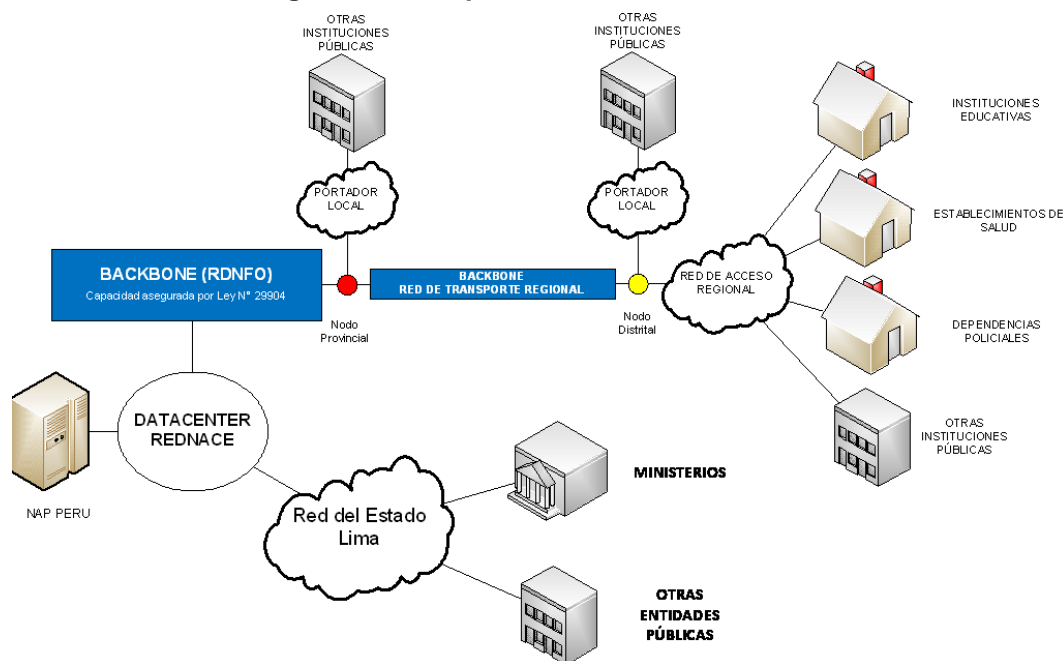 OTRAS
INSTITUCIONES
PÚBLICAS
OTRAS
INSTITUCIONES
PÚBLICAS
INSTITUCIONES
EDUCATIVAS
PORTADOR
LOCAL
PORTADOR
LOCAL
ESTABLECIMIENTOS DE
SALUD
BACKBONE (RDNFO)
Capacidad asegurada por Ley N° 29904
BACKBONE
RED DE TRANSPORTE REGIONAL
RED DE ACCESO
REGIONAL
Nodo
Provincial
Nodo
Distrital
DEPENDENCIAS
POLICIALES
DATACENTER
REDNACE
OTRAS
INSTITUCIONES
PÚBLICAS
NAP PERU
MINISTERIOS
Red del Estado
Lima
OTRAS
ENTIDADES
PÚBLICAS